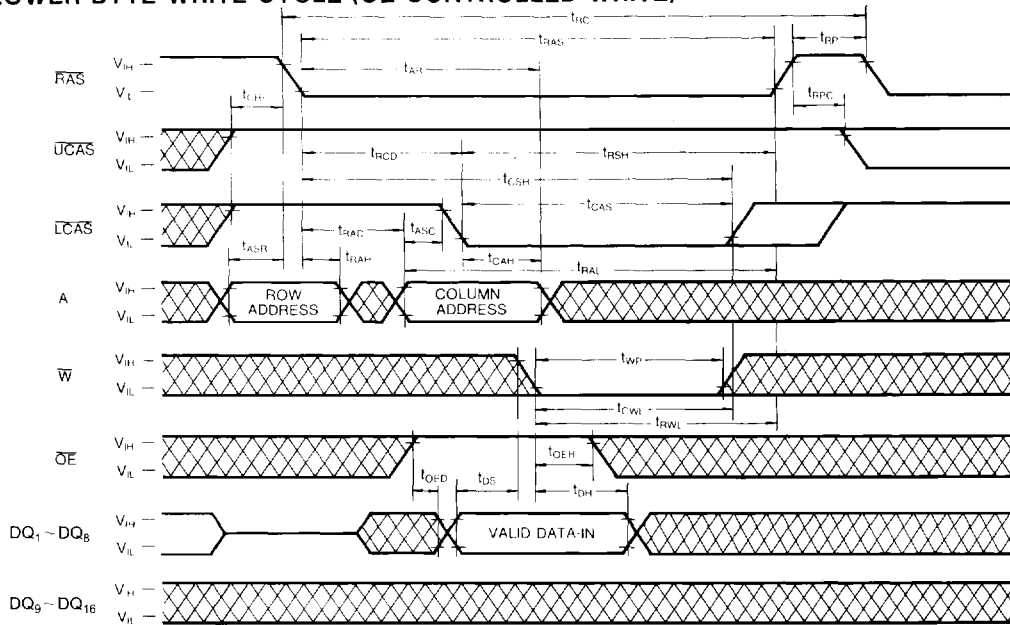 LOWER BYTE WRITE CYCLE (OE CONTROLLED WRITE)
tRC
tRAS
tRP
tAR
RAS
VIH
VIL
tCRP
tRPC
UCAS
VIH
VIL
tRCD
tRSH
tCSH
tCAS
LCAS
VIH
VIL
tRAD
tASC
tASR
tRAH
tCAH
tRAL
A
VIH
VIL
ROW
ADDRESS
COLUMN
ADDRESS
W
VIH
VIL
tWP
tCWL
tRWL
OE
VIH
VIL
tOEH
tOED
tDS
tDH
DQ1~DQ8
VIH
VIL
VALID DATA-IN
DQ9~DQ16
VIH
VIL